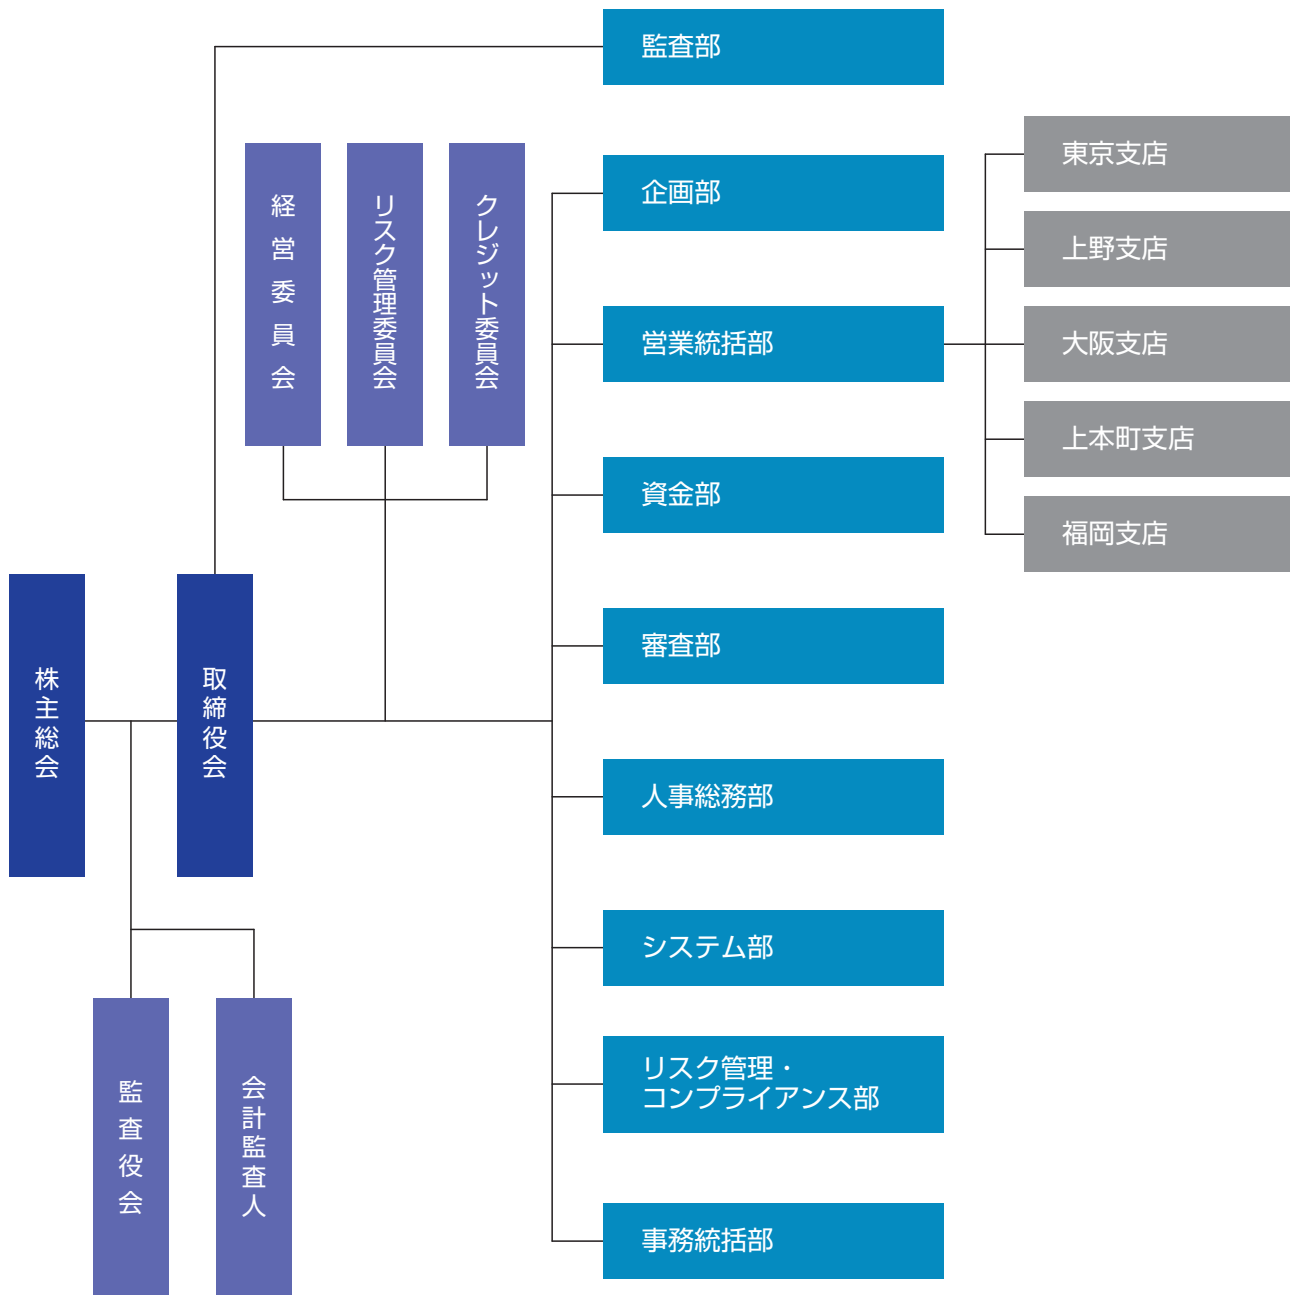 監査部
経営委員会
リスク管理委員会
クレジット委員会
企画部
営業統括部
資金部
審査部
人事総務部
システム部
リスク管理・
コンプライアンス部
事務統括部
東京支店
上野支店
大阪支店
上本町支店
福岡支店
株主総会
取締役会
監査役会
会計監査人